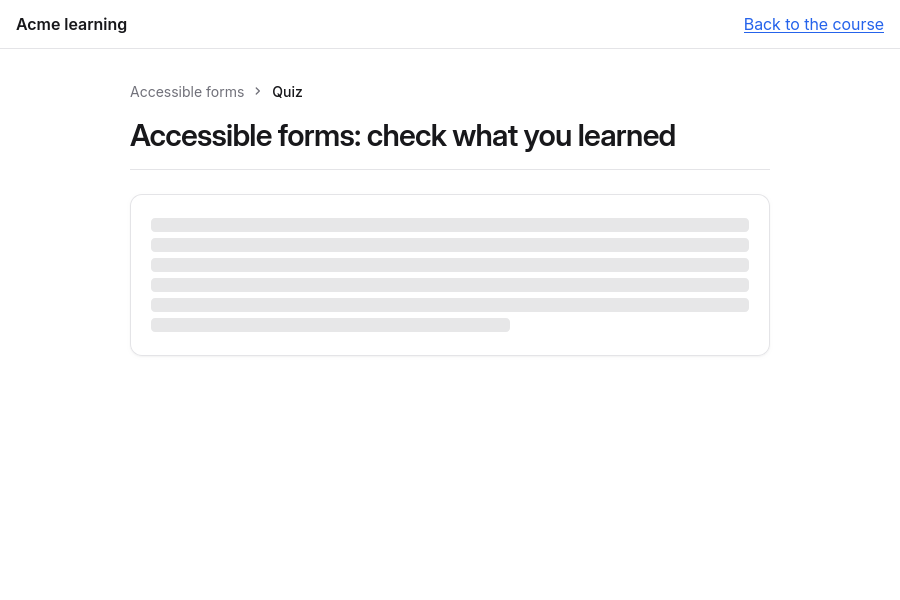 Acme learning
Back to the course
Accessible forms > Quiz
Accessible forms: check what you learned